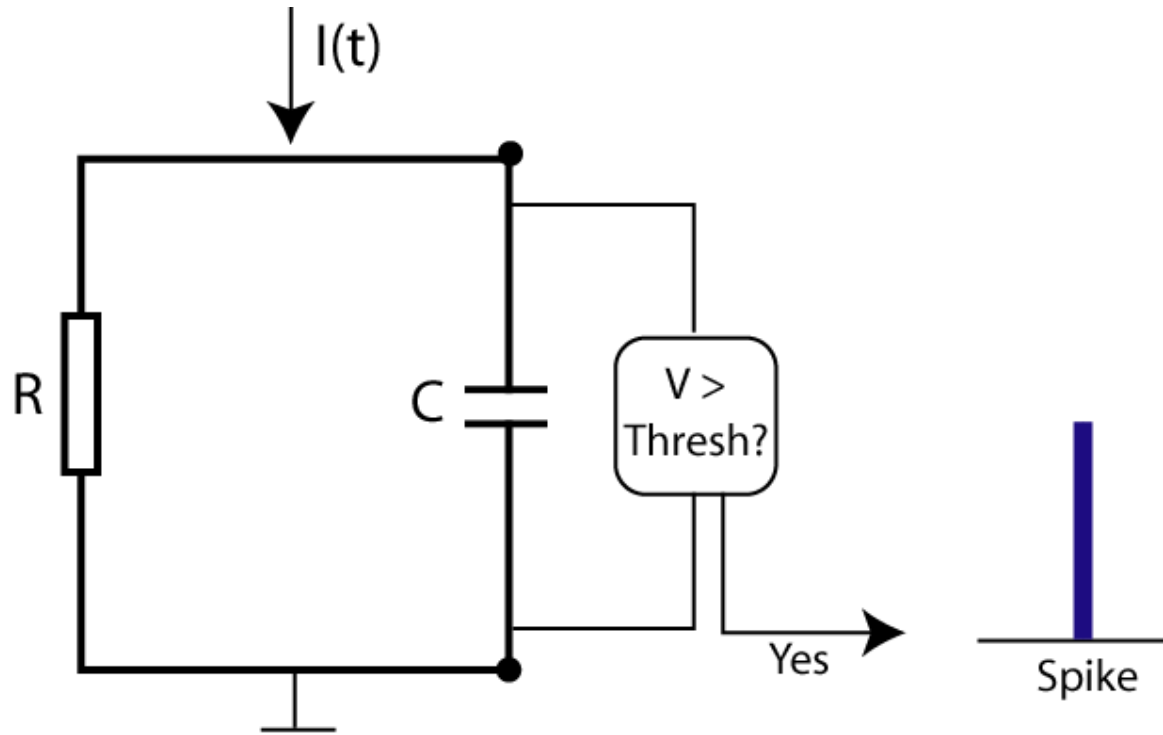 I(t)
R
C
V >
Thresh?
Yes
Spike